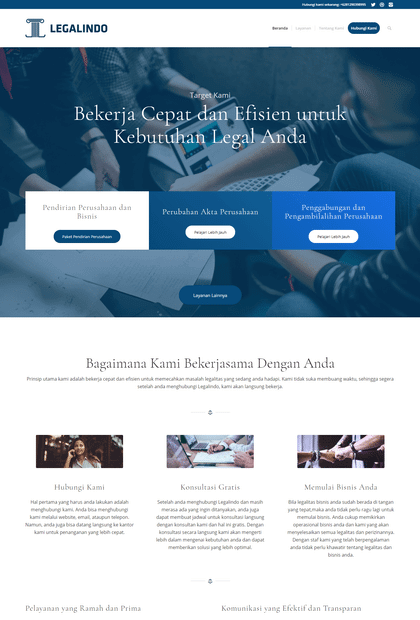 Hubungi kami sekarang
LEGALINDO
Beranda
Layanan
Tentang Kami
Hubungi Kami
Target Kami
Bekerja Cepat dan Efisien untuk
Kebutuhan Legal Anda
Pendirian Perusahaan dan
Bisnis
Paket Pendirian Perusahaan
Perubahan Akta Perusahaan
Pelajari Lebih Jauh
Penggabungan dan
Pengambilalihan Perusahaan
Pelajari Lebih Jauh
Layanan Lainnya
Bagaimana Kami Bekerjasama Dengan Anda
Prinsip utama kami adalah bekerja cepat dan efisien untuk memecahkan masalah legalitas yang sedang anda hadapi. Kami tidak suka membuang waktu, sehingga segera
setelah anda menghubungi Legalindo, kami akan langsung bekerja.
Hubungi Kami
Hal pertama yang harus anda lakukan adalah
menghubungi kami. Anda bisa menghubungi
kami melalui website, email, ataupun telepon.
Namun, anda juga bisa datang langsung ke kantor
kami untuk penanganan yang lebih cepat.
Konsultasi Gratis
Setelah anda menghubungi Legalindo dan masih
merasa ada yang ingin ditanyakan, anda juga
dapat membuat jadwal untuk konsultasi langsung
dengan konsultan kami dan hal ini gratis. Dengan
konsultasi secara langsung kami akan mengerti
lebih dalam mengenai kebutuhan anda dan dapat
memberikan solusi yang lebih optimal.
Memulai Bisnis Anda
Bila legalitas bisnis anda sudah berada di tangan
yang tepat,maka anda tidak perlu ragu lagi untuk
memulai bisnis. Anda cukup memikirkan
operasional bisnis anda dan kami yang akan
menyelesaikan semua legalitas dan perizinannya.
Dengan staf kami yang telah berpengalaman
anda tidak perlu khawatir tentang legalitas dan
bisnis anda.
Pelayanan yang Ramah dan Prima
Komunikasi yang Efektif dan Transparan